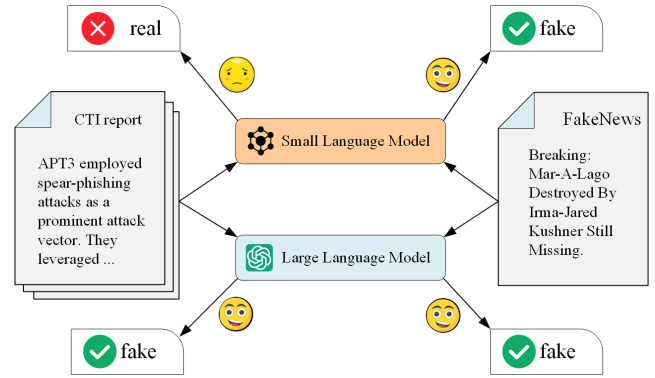 real
fake
CTI report
APT3 employed
spear-phishing
attacks as a
prominent attack
vector. They
leveraged ...
Small Language Model
Large Language Model
FakeNews
Breaking:
Mar-A-Lago
Destroyed By
Irma-Jared
Kushner Still
Missing.
fake
fake